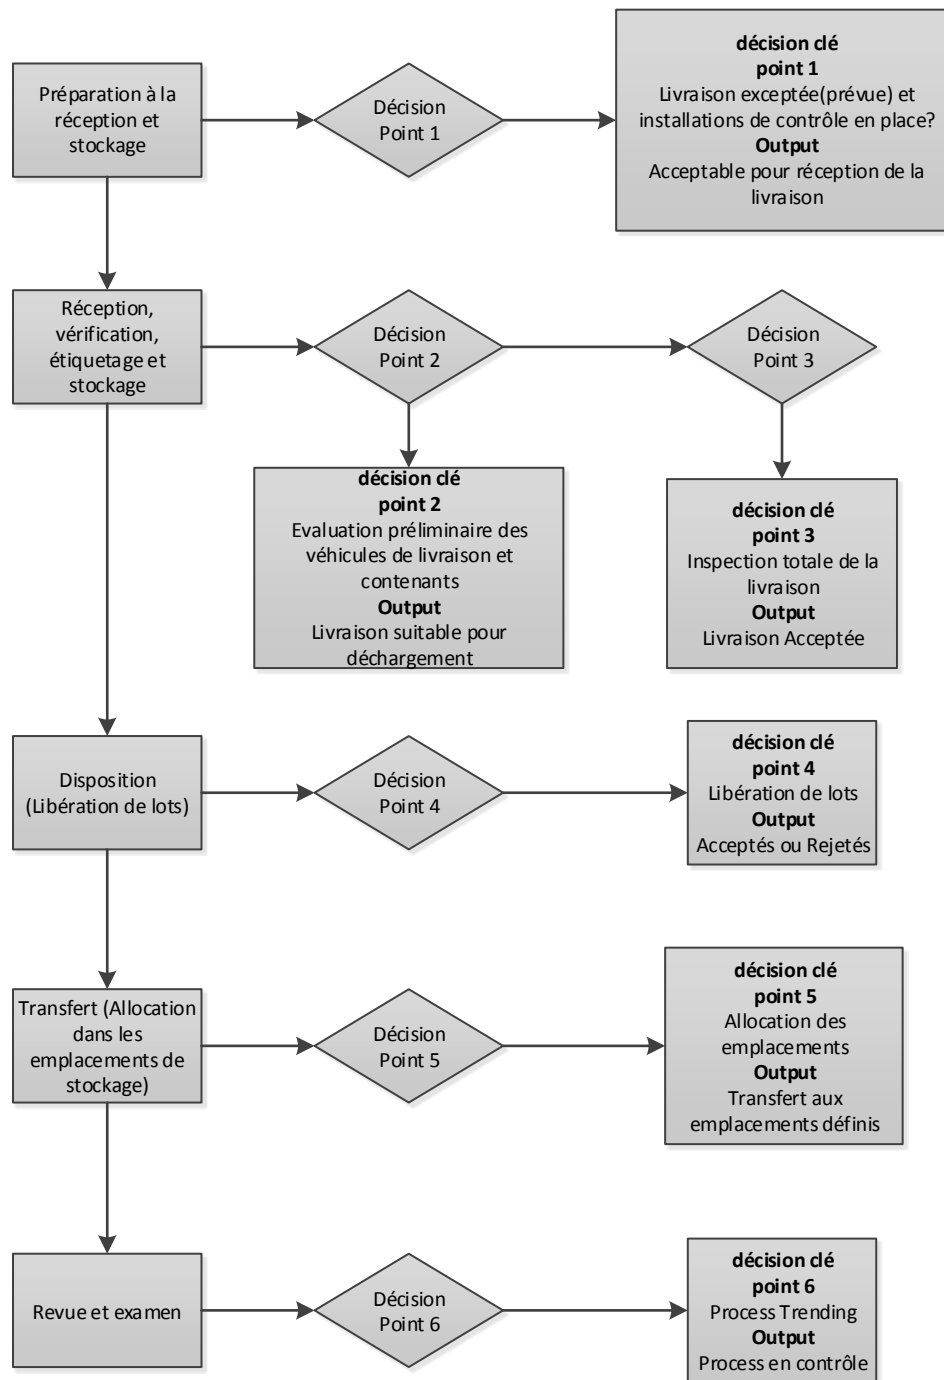 Préparation à la
réception et
stockage
Décision
Point 1
décision clé
point 1
Livraison exceptée(prévue) et
installations de contrôle en place?
Output
Acceptable pour réception de la
livraison
Réception,
vérification,
étiquetage et
stockage
Décision
Point 2
Décision
Point 3
décision clé
point 2
Evaluation préliminaire des
véhicules de livraison et
contenants
Output
Livraison suitable pour
déchargement
décision clé
point 3
Inspection totale de la
livraison
Output
Livraison Acceptée
Disposition
(Libération de lots)
Décision
Point 4
décision clé
point 4
Libération de lots
Output
Acceptés ou Rejetés
Transfert (Allocation
dans les
emplacements de
stockage)
Décision
Point 5
décision clé
point 5
Allocation des
emplacements
Output
Transfert aux
emplacements définis
Revue et examen
Décision
Point 6
décision clé
point 6
Process Trending
Output
Process en contrôle